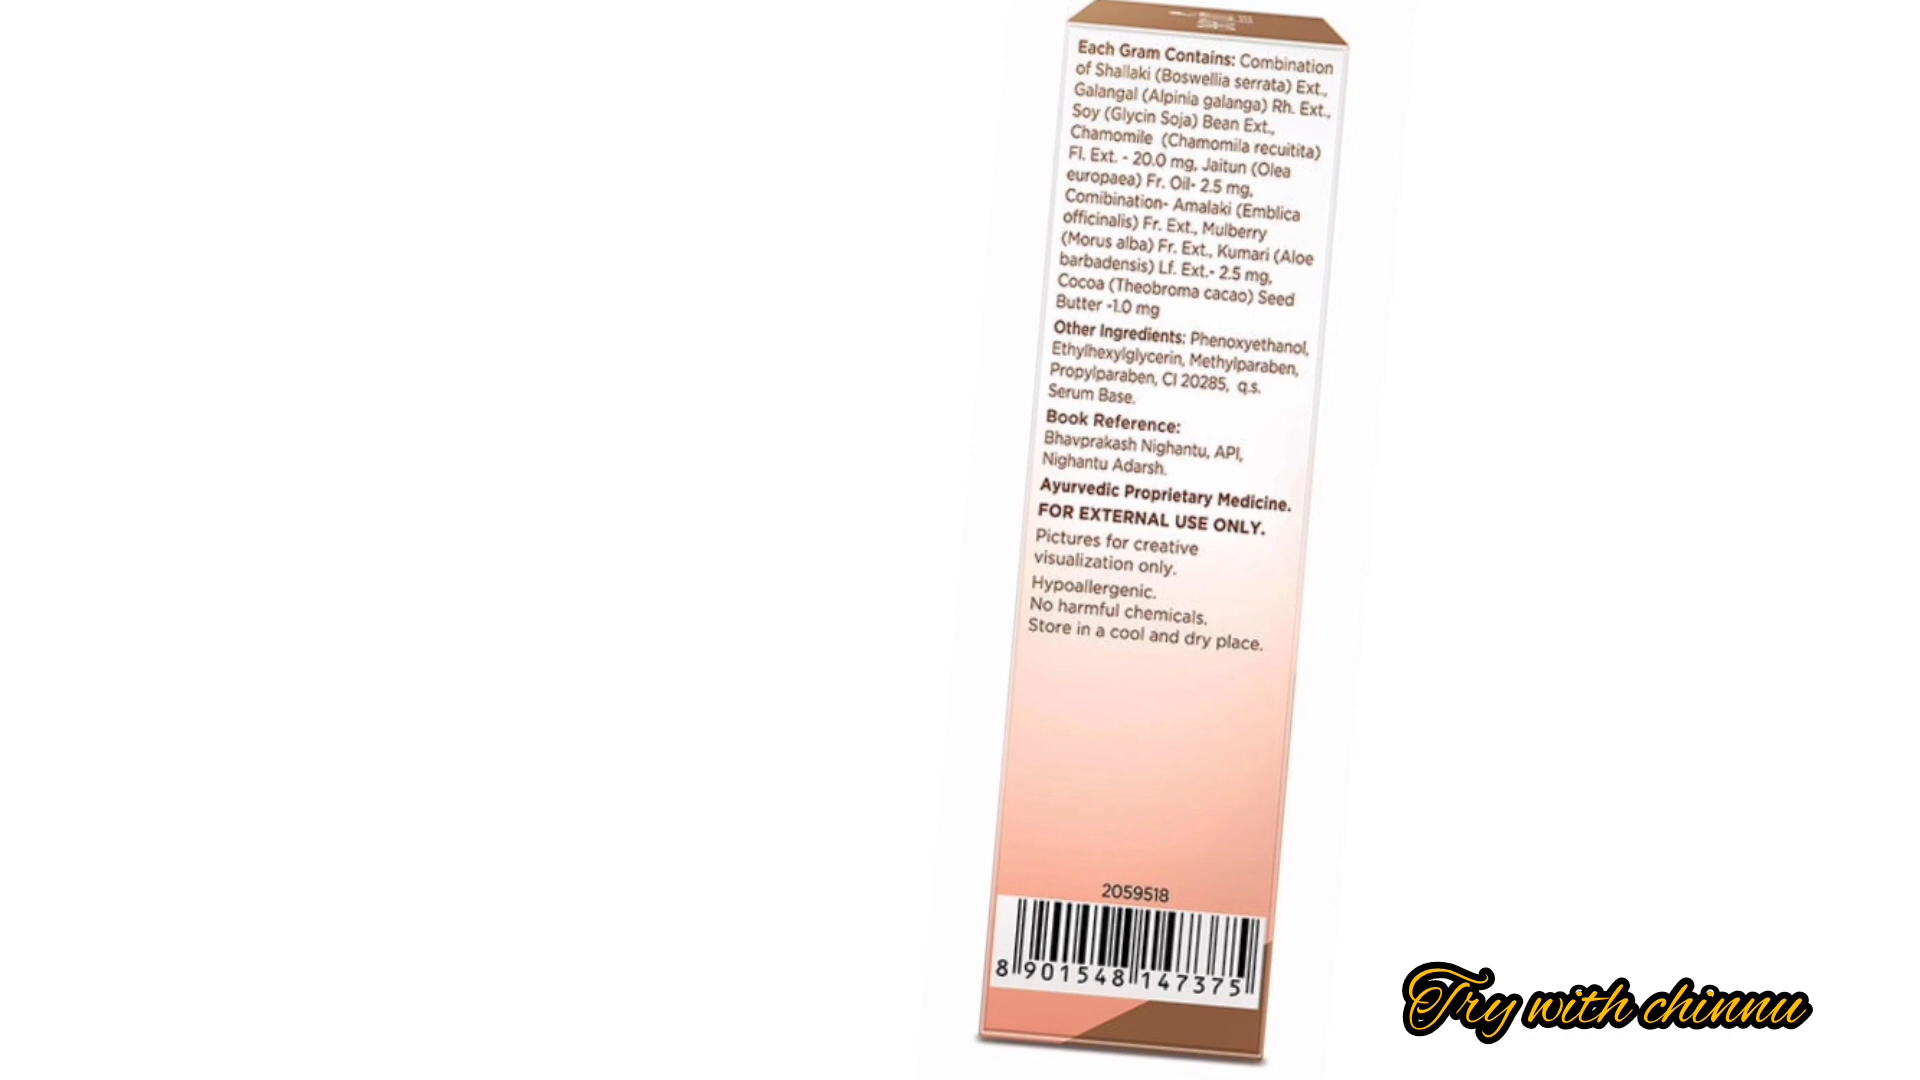 Each Gram Contains: Combination
of Shallaki (Boswellia serrata) Ext.,
Galangal (Alpinia galanga) Rh. Ext.,
Soy (Glycin Soja) Bean Ext.,
Chamomile (Chamomila recuitita)
Fl. Ext. - 20.0 mg, Jaitun (Olea
europaea) Fr. Oil- 2.5 mg,
Comibination- Amalaki (Emblica
officinalis) Fr. Ext., Mulberry
(Morus alba) Fr. Ext., Kumari (Aloe
barbadensis) Lf. Ext.- 2.5 mg,
Cocoa (Theobroma cacao) Seed
Butter -1.0 mg
Other Ingredients: Phenoxyethanol,
Ethylhexylglycerin, Methylparaben,
Propylparaben, CI 20285, q.s.
Serum Base.
Book Reference:
Bhavprakash Nighantu, API,
Nighantu Adarsh.
Ayurvedic Proprietary Medicine.
FOR EXTERNAL USE ONLY.
Pictures for creative
visualization only.
Hypoallergenic.
No harmful chemicals.
Store in a cool and dry place.
2059518
8 901548 147375
Try with chinnu